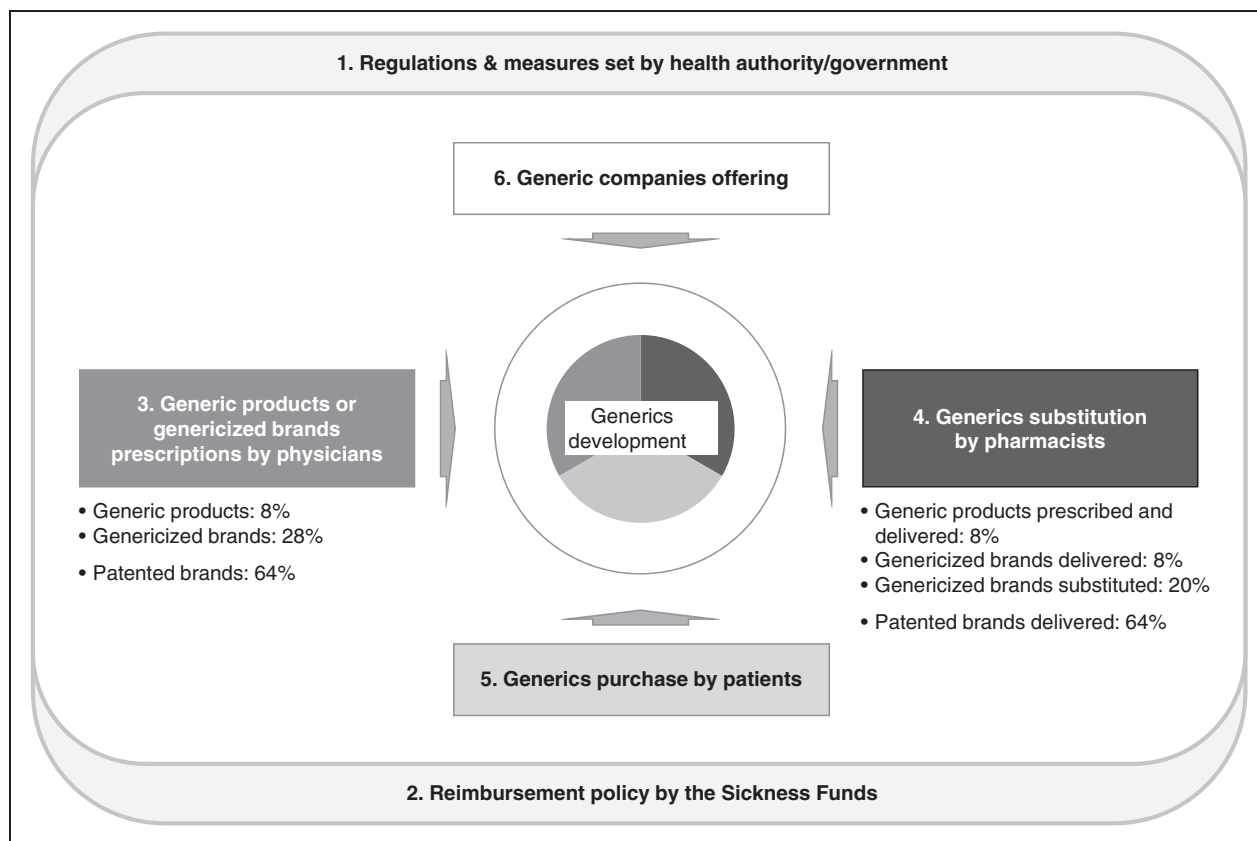 1. Regulations & measures set by health authority/government
6. Generic companies offering
3. Generic products or
genericized brands
prescriptions by physicians
• Generic products: 8%
• Genericized brands: 28%
• Patented brands: 64%
Generics
development
4. Generics substitution
by pharmacists
• Generic products prescribed and
delivered: 8%
• Genericized brands delivered: 8%
• Genericized brands substituted: 20%
• Patented brands delivered: 64%
5. Generics purchase by patients
2. Reimbursement policy by the Sickness Funds